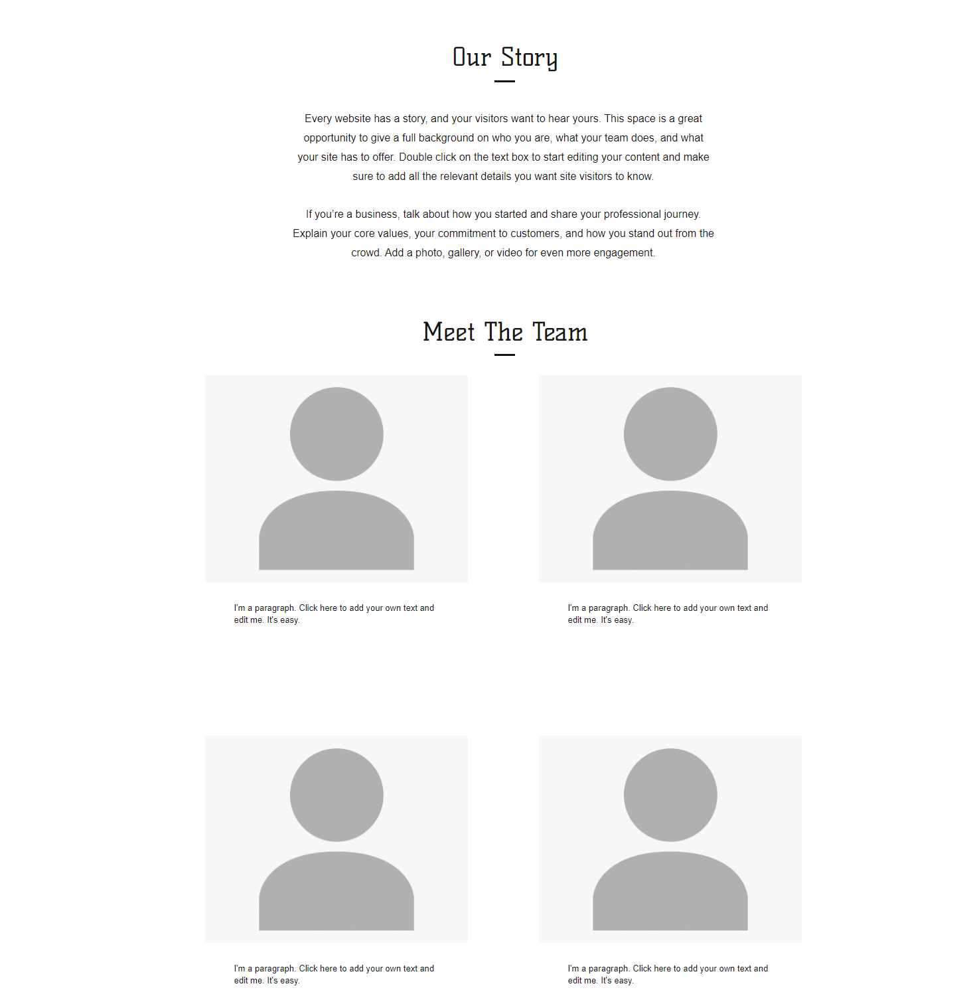 Our Story
Every website has a story, and your visitors want to hear yours. This space is a great
opportunity to give a full background on who you are, what your team does, and what
your site has to offer. Double click on the text box to start editing your content and make
sure to add all the relevant details you want site visitors to know.
If you’re a business, talk about how you started and share your professional journey.
Explain your core values, your commitment to customers, and how you stand out from the
crowd. Add a photo, gallery, or video for even more engagement.
Meet The Team
I'm a paragraph. Click here to add your own text and
edit me. It's easy.
I'm a paragraph. Click here to add your own text and
edit me. It's easy.
I'm a paragraph. Click here to add your own text and
edit me. It's easy.
I'm a paragraph. Click here to add your own text and
edit me. It's easy.